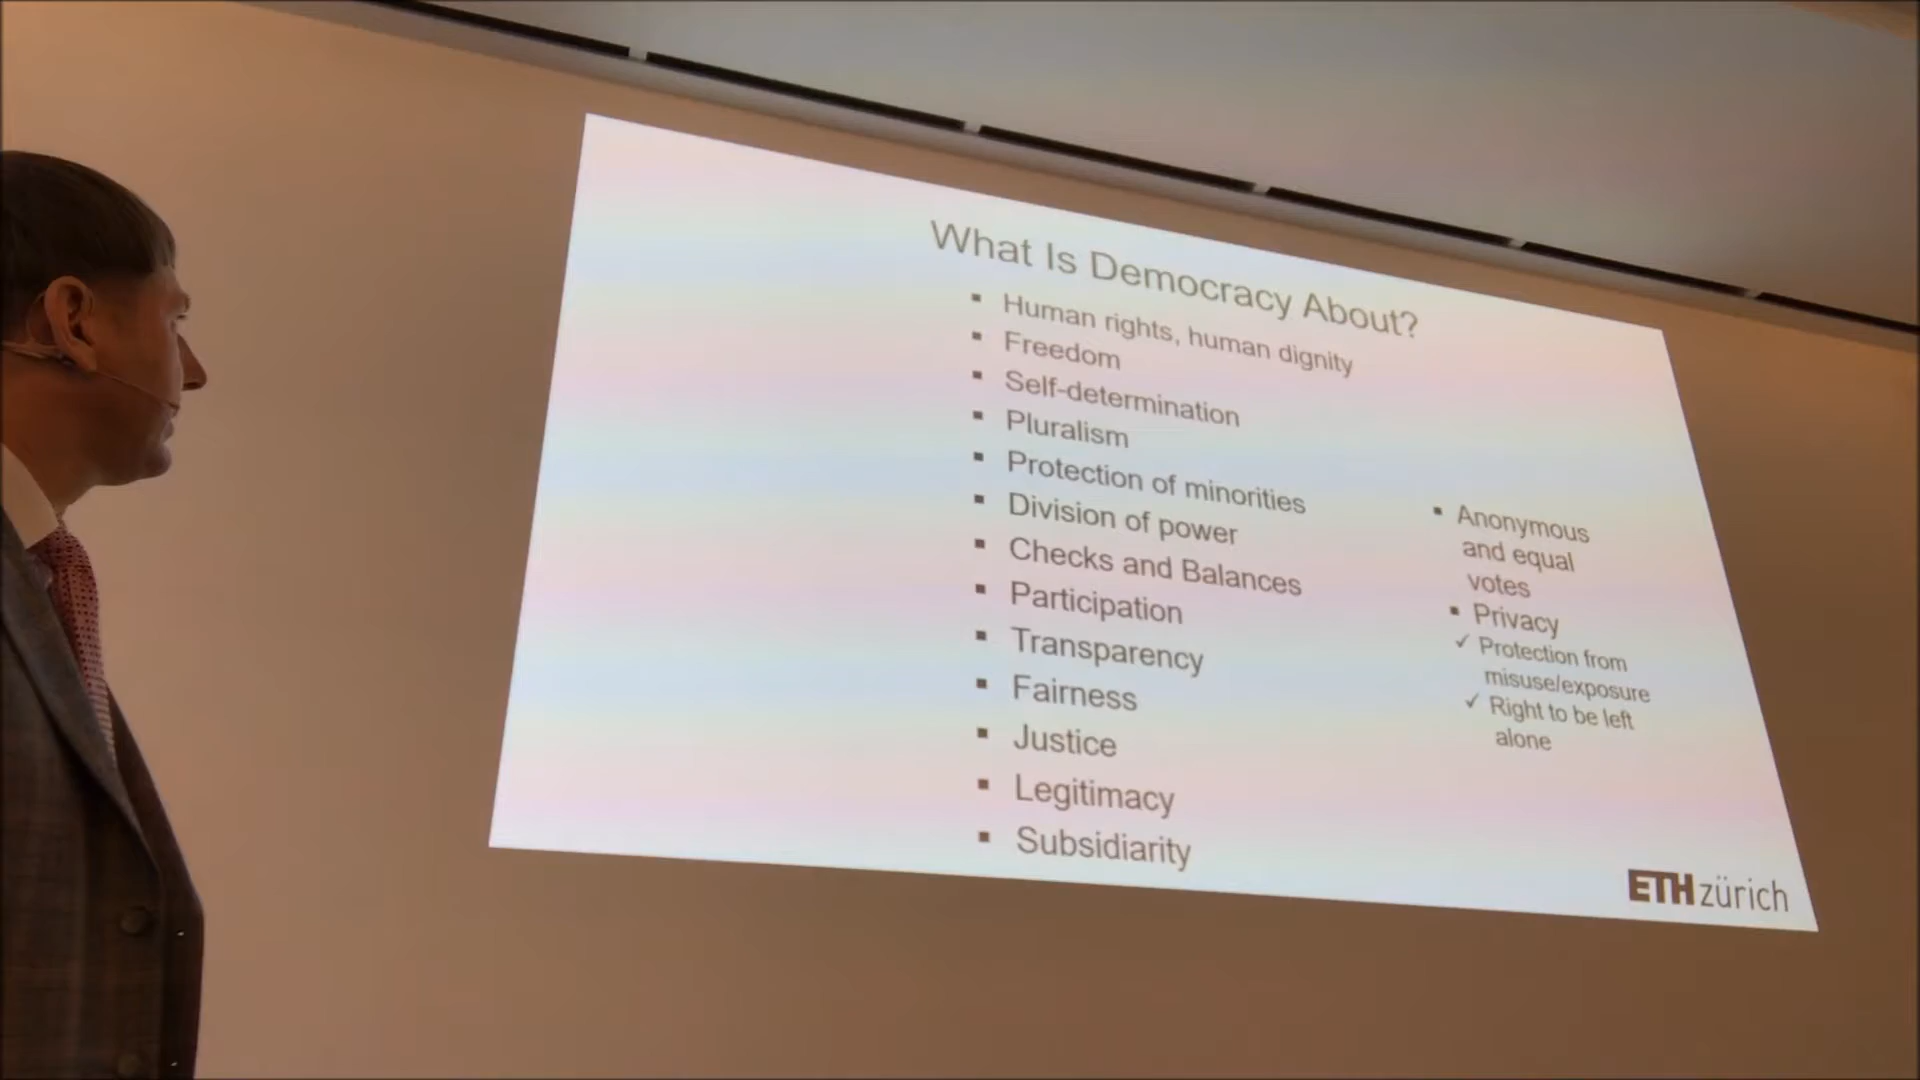 What Is Democracy About?
▪ Human rights, human dignity
▪ Freedom
▪ Self-determination
▪ Pluralism
▪ Protection of minorities
▪ Division of power
▪ Checks and Balances
▪ Participation
▪ Transparency
▪ Fairness
▪ Justice
▪ Legitimacy
▪ Subsidiarity
▪ Anonymous
and equal
votes
▪ Privacy
✓ Protection from
misuse/exposure
✓ Right to be left
alone
ETH zürich